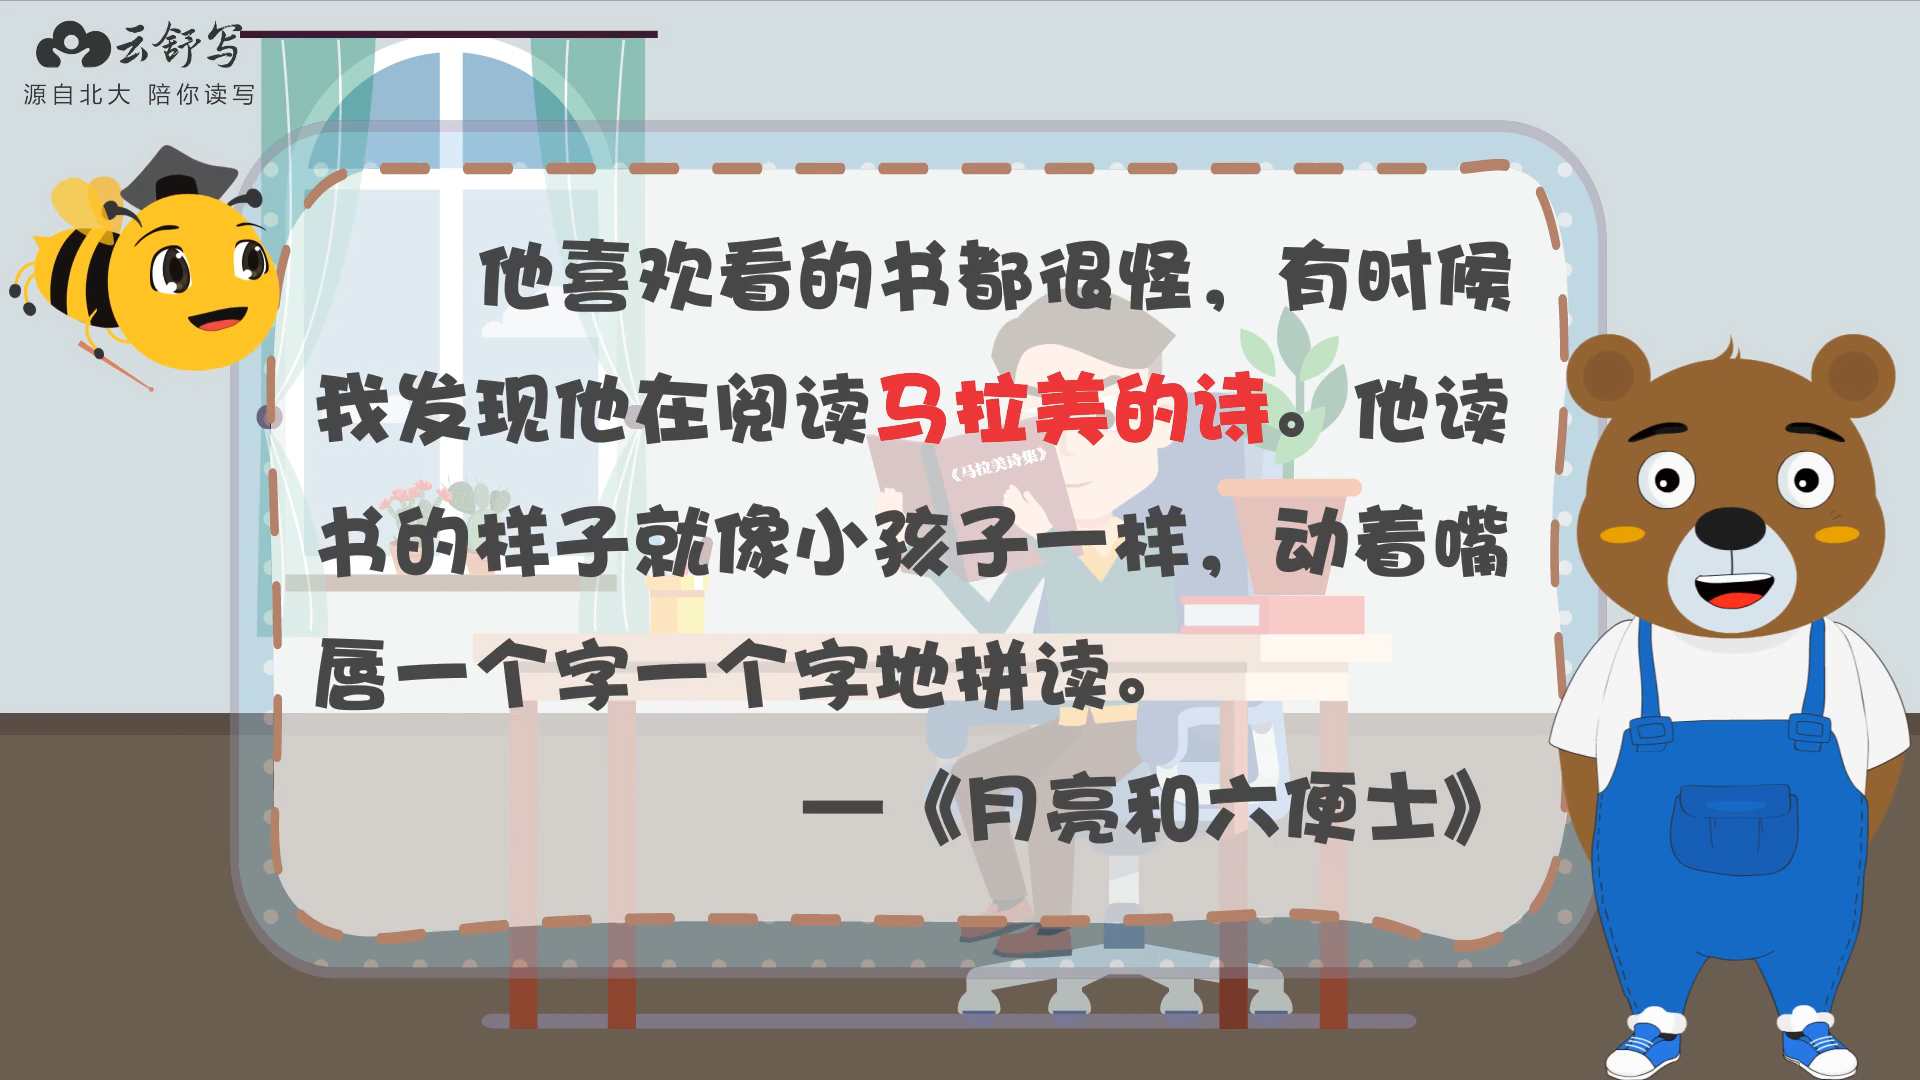 云舒写
源自北大 陪你读写
他喜欢看的书都很怪，有时候
我发现他在阅读马拉美的诗。他读
《马拉美诗集》
书的样子就像小孩子一样，动着嘴
唇一个字一个字地拼读。
—《月亮和六便士》